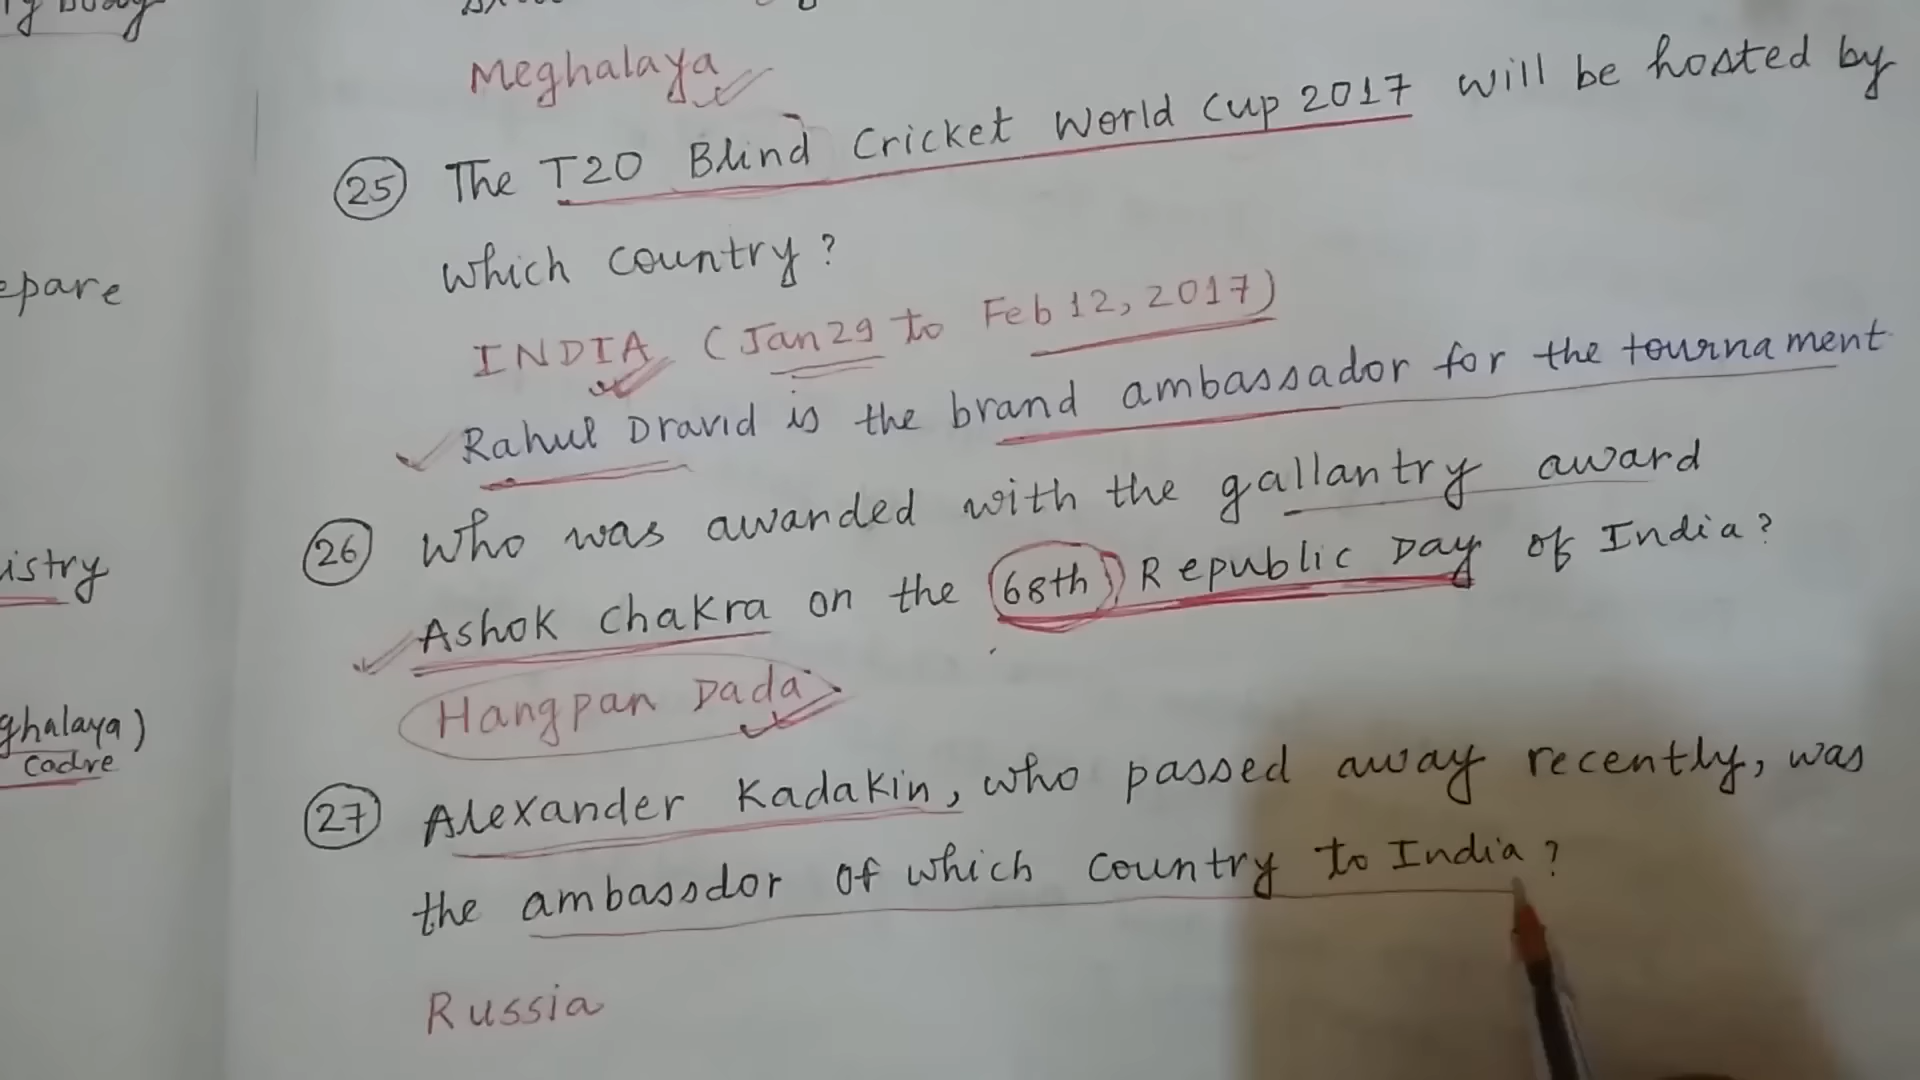 Meghalaya
25 The T20 Blind Cricket World Cup 2017 will be hosted by
which country?
INDIA (Jan 29 to Feb 12, 2017)
Rahul Dravid is the brand ambassador for the tournament
26 Who was awanded with the gallantry award
Ashok Chakra on the 68th Republic Day of India?
Hangpan Dada
27 Alexander Kadakin, who passed away recently, was
the ambassdor of which country to India?
Russia
epare
istry
ghalaya)
cadre